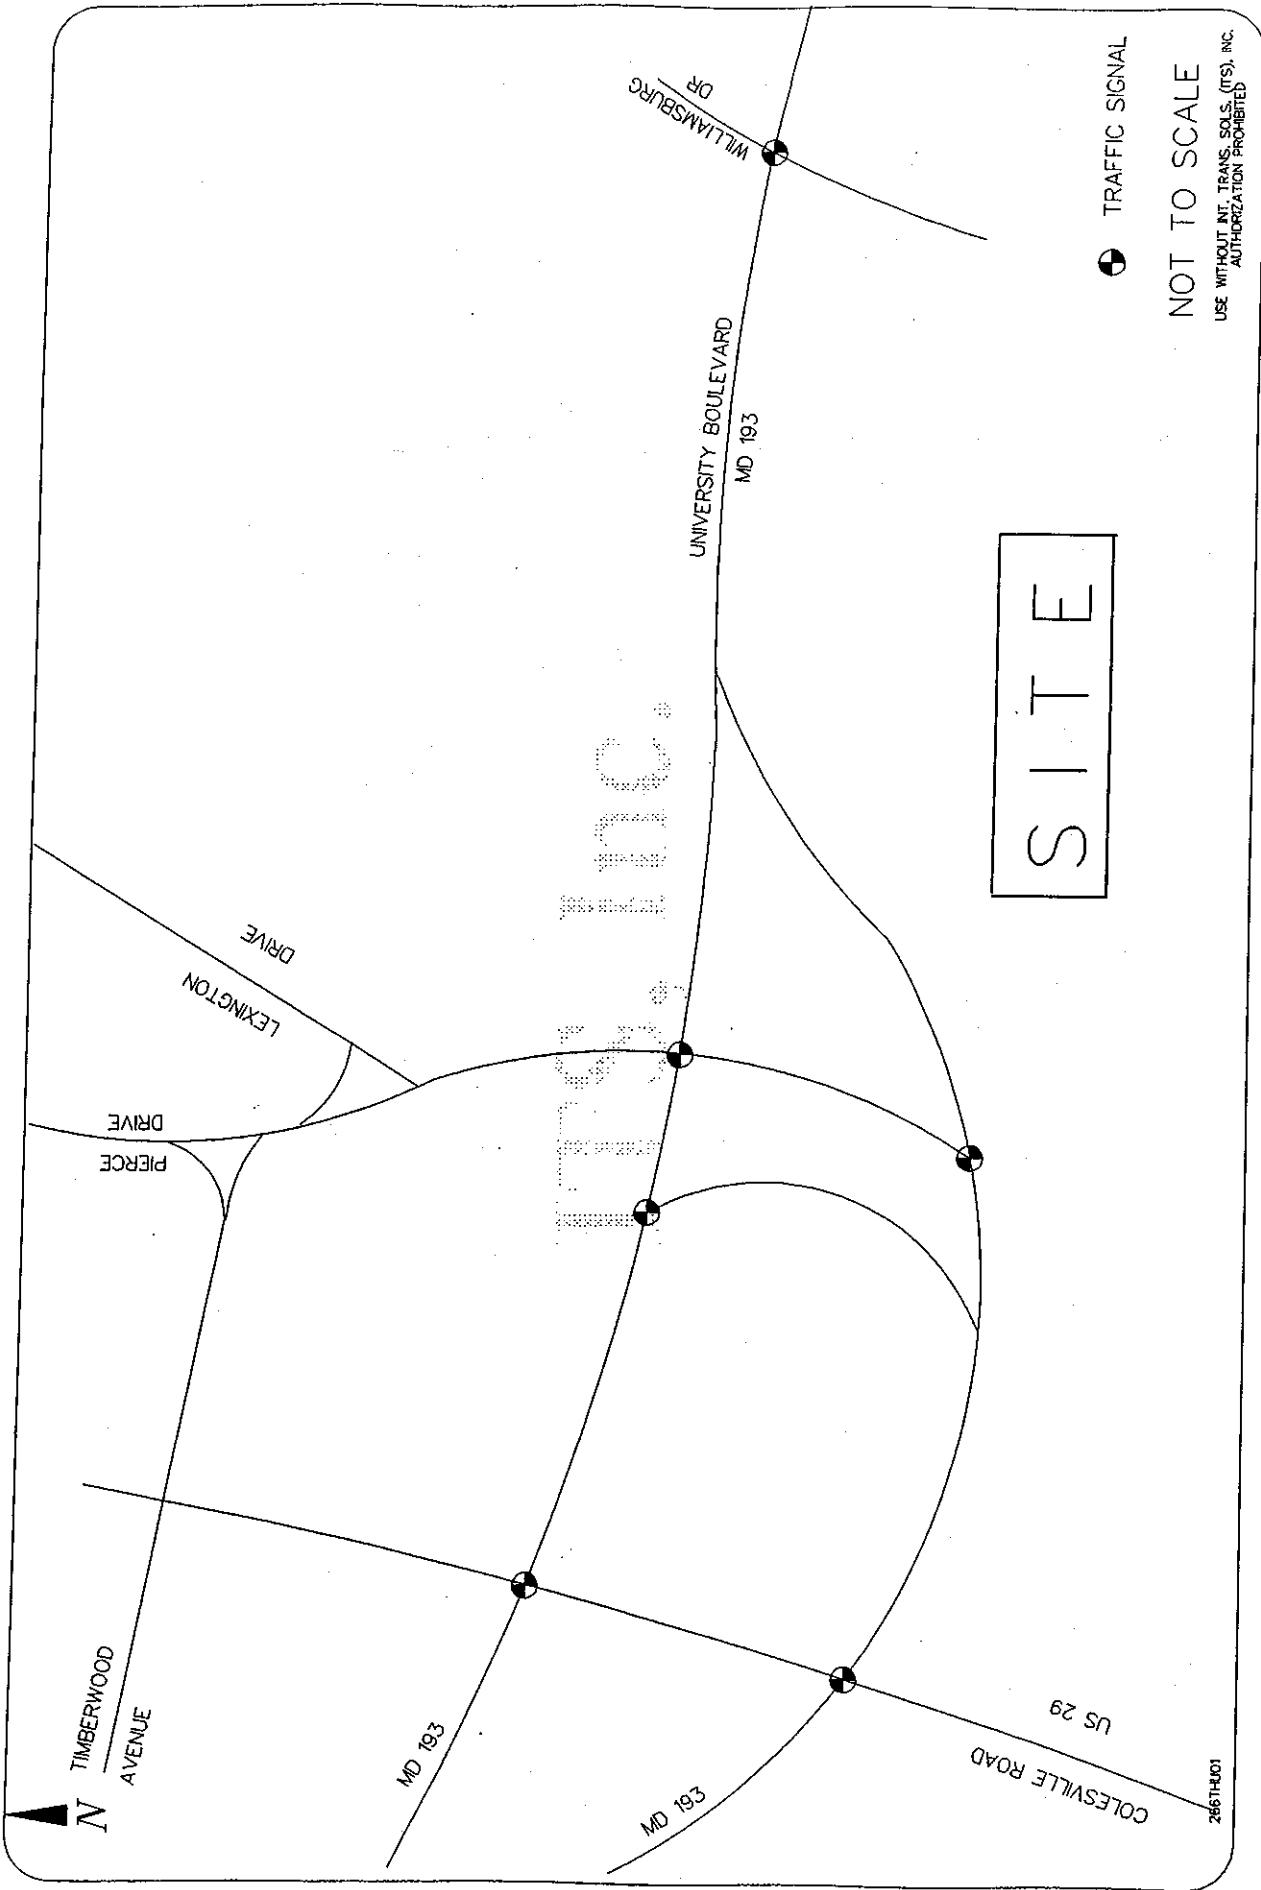 N
TIMBERWOOD
AVENUE
PIERCE
DRIVE
LEXINGTON
DRIVE
WILLIAMSBURG
DR
MD 193
MD 193
UNIVERSITY BOULEVARD
MD 193
ITS, Inc.
COLESVILLE ROAD
US 29
SITE
TRAFFIC SIGNAL
NOT TO SCALE
USE WITHOUT INT. TRANS. SOLS. (ITS), INC.
AUTHORIZATION PROHIBITED
266THU01